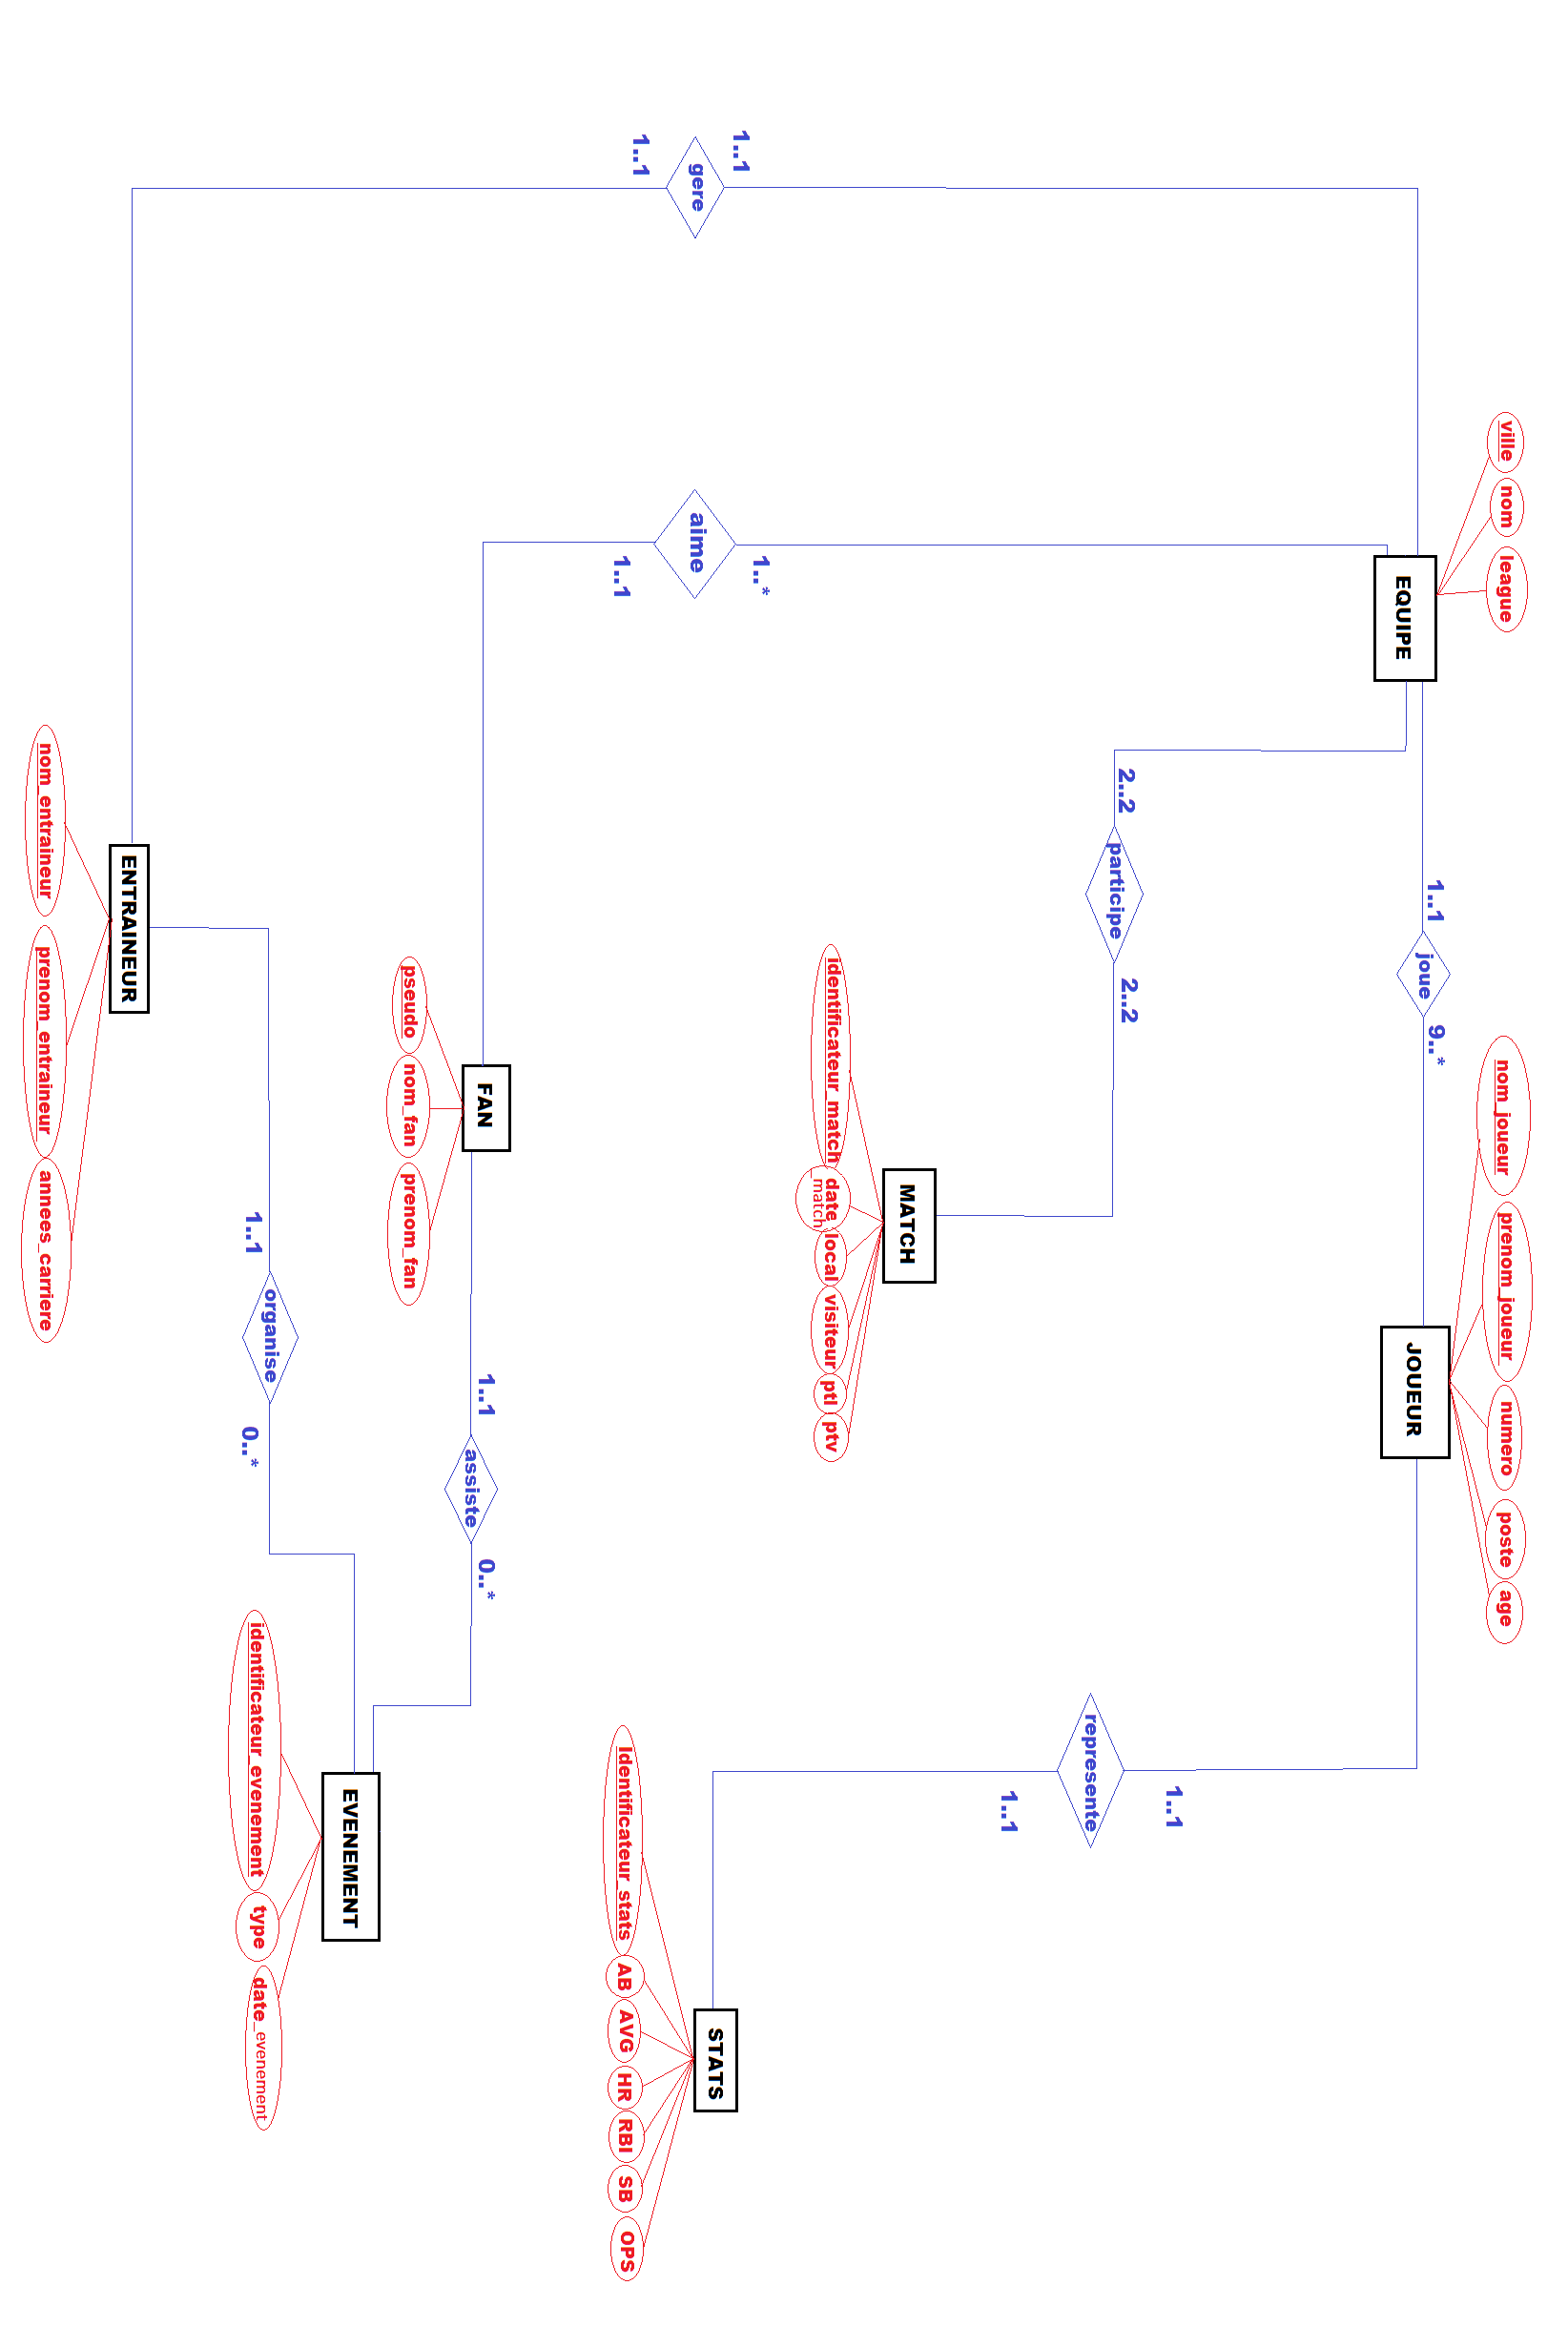 ville
nom
league
EQUIPE
1..1
joue
9..*
nom_joueur
prenom_joueur
numero
poste
age
JOUEUR
2..2
participe
2..2
identificateur_match
date
_match
local
visiteur
ptl
ptv
MATCH
1..1
represente
1..1
identificateur_stats
AB
AVG
HR
RBI
SB
OPS
STATS
1..1
gere
1..1
1..*
aime
1..1
pseudo
nom_fan
prenom_fan
FAN
1..1
assiste
0..*
nom_entraineur
prenom_entraineur
annees_carriere
ENTRAINEUR
1..1
organise
0..*
identificateur_evenement
type
date_evenement
EVENEMENT